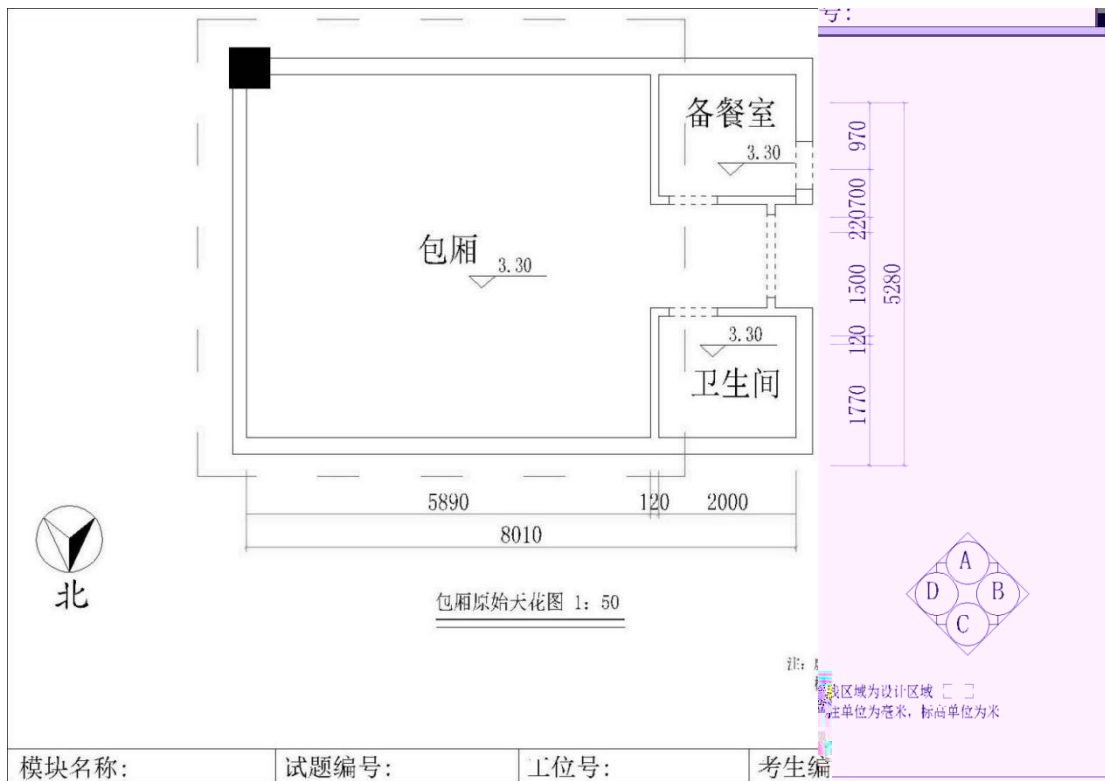 号:
备餐室
3.30
包厢
3.30
3.30
卫生间
970
700
220
1500
120
1770
5280
5890
120
2000
8010
北
包厢原始天花图 1: 50
A
D
B
C
注:
线区域为设计区域
注单位为毫米, 标高单位为米
模块名称:
试题编号:
工位号:
考生编